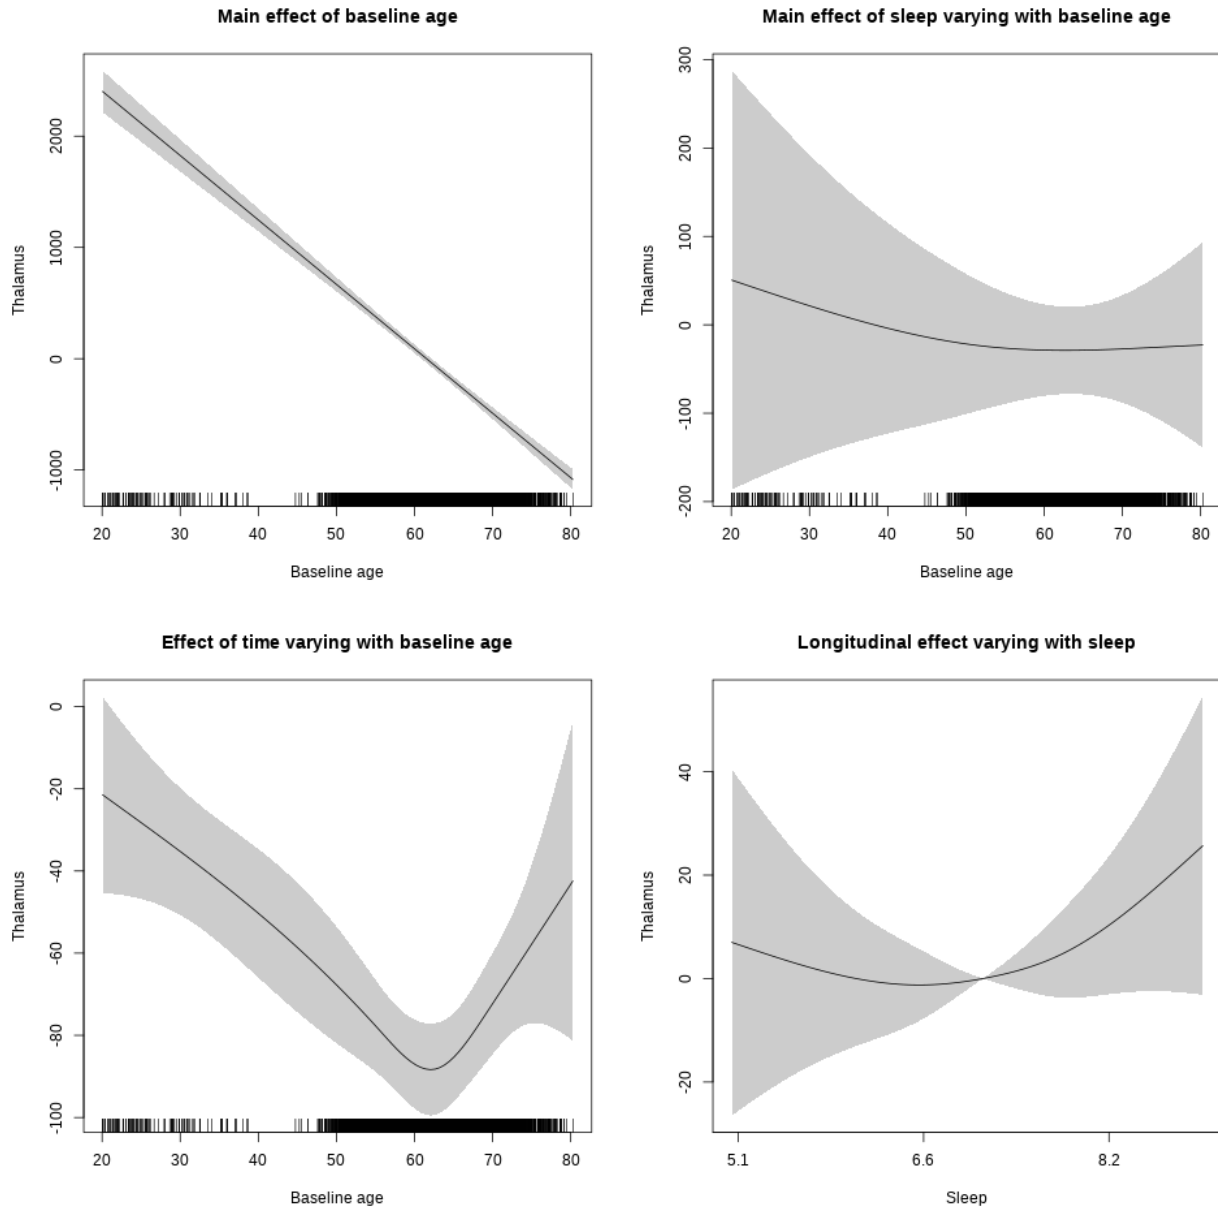 Main effect of baseline age
Thalamus
2000
1000
0
-1000
20 30 40 50 60 70 80
Baseline age
Main effect of sleep varying with baseline age
Thalamus
300
200
100
0
-100
-200
20 30 40 50 60 70 80
Baseline age
Effect of time varying with baseline age
Thalamus
0
-20
-40
-60
-80
-100
20 30 40 50 60 70 80
Baseline age
Longitudinal effect varying with sleep
Thalamus
40
20
0
-20
5.1 6.6 8.2
Sleep